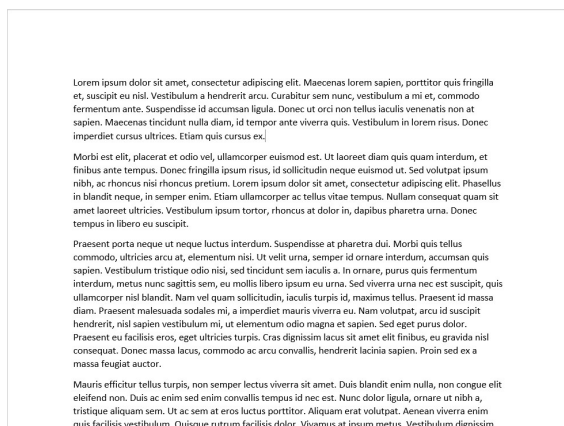 Lorem ipsum dolor sit amet, consectetur adipiscing elit. Maecenas lorem sapien, porttitor quis fringilla
et, suscipit eu nisl. Vestibulum a hendrerit arcu. Curabitur sem nunc, vestibulum a mi et, commodo
fermentum ante. Suspendisse id accumsan ligula. Donec ut orci non tellus iaculis venenatis non at
sapien. Maecenas tincidunt nulla diam, id tempor ante viverra quis. Vestibulum in lorem risus. Donec
imperdiet cursus ultrices. Etiam quis cursus ex.
Morbi est elit, placerat et odio vel, ullamcorper euismod est. Ut laoreet diam quis quam interdum, et
finibus ante tempus. Donec fringilla ipsum risus, id sollicitudin neque euismod ut. Sed volutpat ipsum
nibh, ac rhoncus nisi rhoncus pretium. Lorem ipsum dolor sit amet, consectetur adipiscing elit. Phasellus
in blandit neque, in semper enim. Etiam ullamcorper ac tellus vitae tempus. Nullam consequat quam sit
amet laoreet ultricies. Vestibulum ipsum tortor, rhoncus at dolor in, dapibus pharetra urna. Donec
tempus in libero eu suscipit.
Praesent porta neque ut neque luctus interdum. Suspendisse at pharetra dui. Morbi quis tellus
commodo, ultricies arcu at, elementum nisi. Ut velit urna, semper id ornare interdum, accumsan quis
sapien. Vestibulum tristique odio nisi, sed tincidunt sem iaculis a. In ornare, purus quis fermentum
interdum, metus nunc sagittis sem, eu mollis libero ipsum eu urna. Sed viverra urna nec est suscipit, quis
ullamcorper nisl blandit. Nam vel quam sollicitudin, iaculis turpis id, maximus tellus. Praesent id massa
diam. Praesent malesuada sodales mi, a imperdiet mauris viverra eu. Nam volutpat, arcu id suscipit
hendrerit, nisl sapien vestibulum mi, ut elementum odio magna et sapien. Sed eget purus dolor.
Praesent eu facilisis eros, eget ultricies turpis. Cras dignissim lacus sit amet elit finibus, eu gravida nisl
consequat. Donec massa lacus, commodo ac arcu convallis, hendrerit lacinia sapien. Proin sed ex a
massa feugiat auctor.
Mauris efficitur tellus turpis, non semper lectus viverra sit amet. Duis blandit enim nulla, non congue elit
eleifend non. Duis ac enim sed enim convallis tempus id nec est. Nunc dolor ligula, ornare ut nibh a,
tristique aliquam sem. Ut ac sem at eros luctus porttitor. Aliquam erat volutpat. Aenean viverra enim
quis facilisis vestibulum. Quisque rutrum facilisis dolor. Vivamus at ipsum metus. Vestibulum dignissim